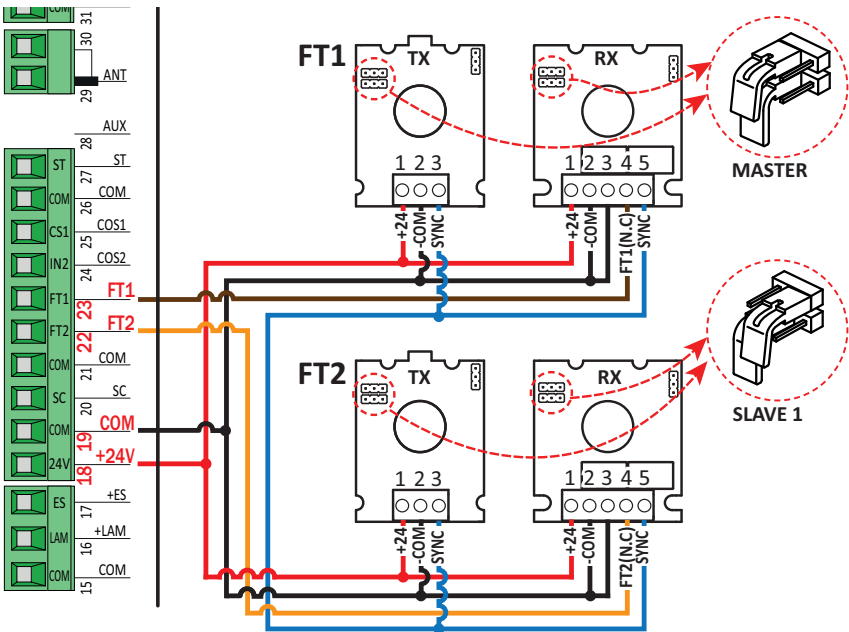 COM
31
30
29
ANT
AUX
28
ST
ST
27
COM
COM
26
CS1
COS1
25
IN2
COS2
24
FT1
FT1
23
FT2
FT2
22
COM
COM
21
SC
SC
20
COM
COM
19
24V
+24V
18
ES
+ES
17
LAM
+LAM
16
COM
COM
15
FT1
TX
1 2 3
+24
-COM
SYNC
RX
1 2 3 4 5
+24
-COM
FT1(N.C)
SYNC
MASTER
FT2
TX
1 2 3
+24
-COM
SYNC
RX
1 2 3 4 5
+24
-COM
FT2(N.C)
SYNC
SLAVE 1